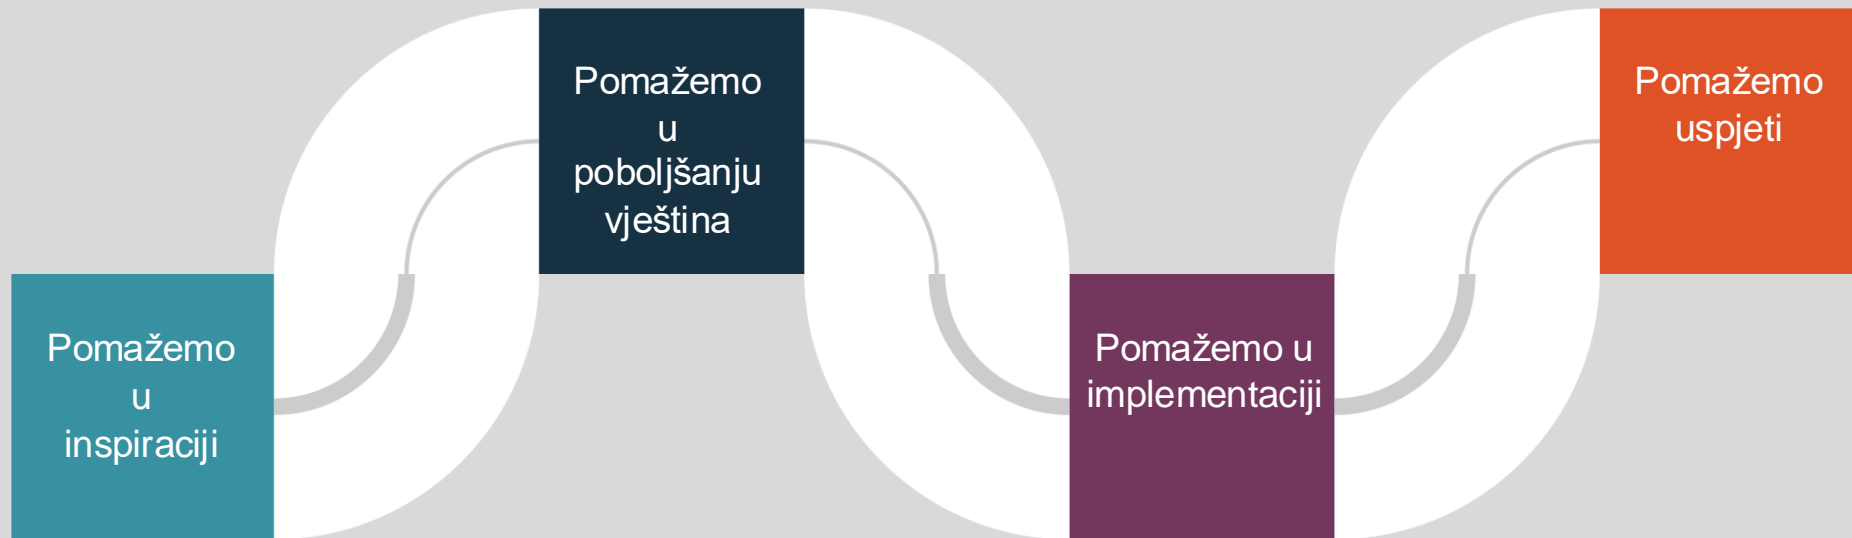 Pomažemo
u
inspiraciji
Pomažemo
u
poboljšanju
vještina
Pomažemo u
implementaciji
Pomažemo
uspjeti